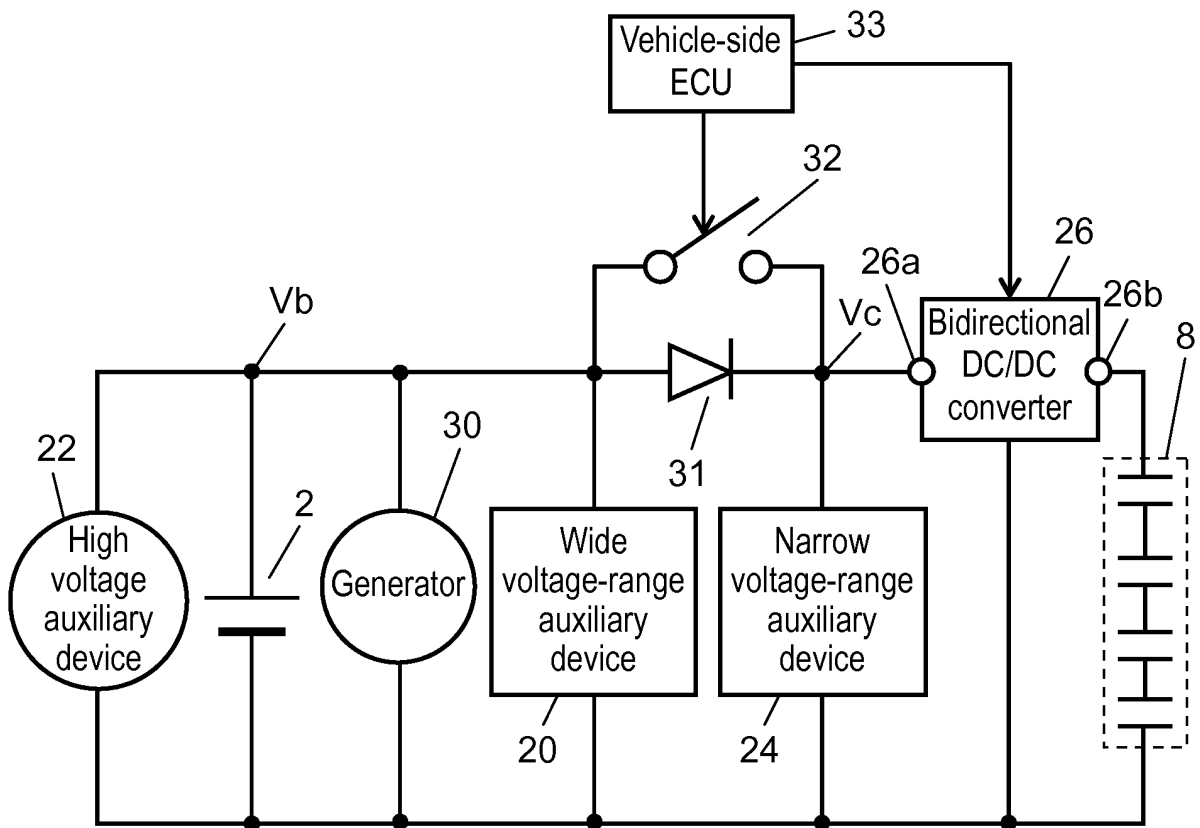 33
Vehicle-side
ECU
32
26
26a
26b
Vb
Vc
Bidirectional
DC/DC
converter
8
22
30
31
2
High
voltage
auxiliary
device
Generator
Wide
voltage-range
auxiliary
device
Narrow
voltage-range
auxiliary
device
20
24